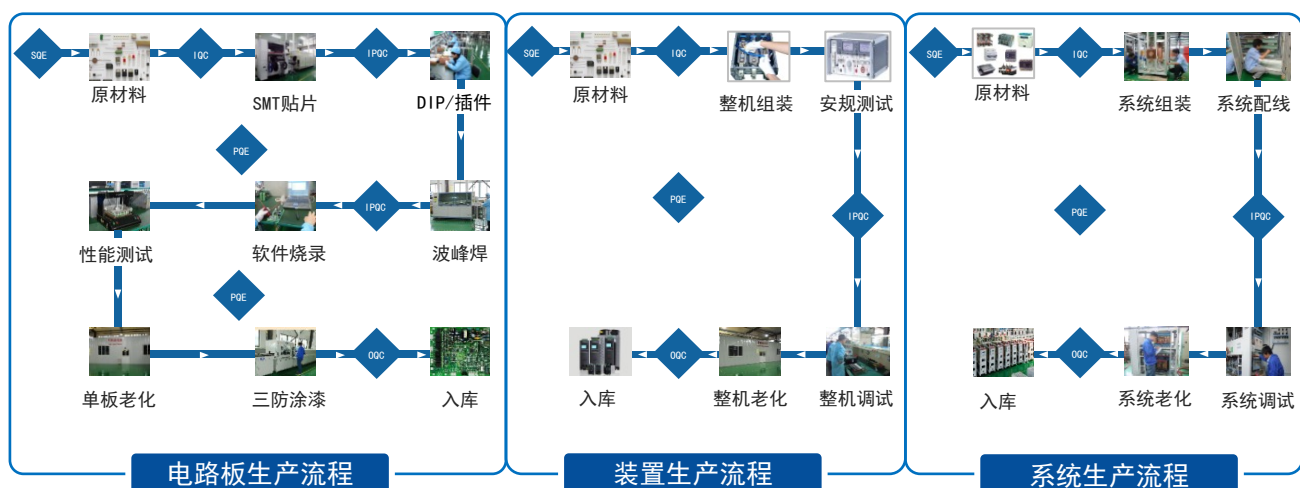 SQE
IQC
IPQC
原材料
SMT贴片
DIP/插件
PQE
IPQC
性能测试
软件烧录
波峰焊
PQE
OQC
单板老化
三防涂漆
入库
电路板生产流程
SQE
IQC
原材料
整机组装
安规测试
PQE
IPQC
OQC
入库
整机老化
整机调试
装置生产流程
SQE
IQC
原材料
系统组装
系统配线
PQE
IPQC
OQC
入库
系统老化
系统调试
系统生产流程